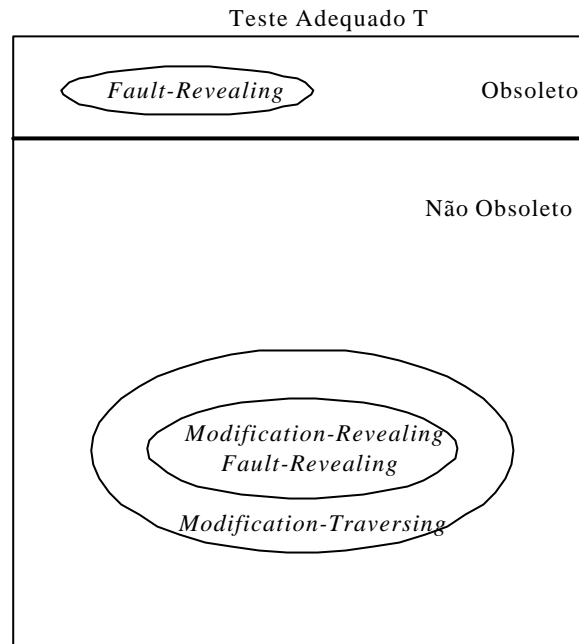 Teste Adequado T
Fault-Revealing
Obsoleto
Não Obsoleto
Modification-Revealing
Fault-Revealing
Modification-Traversing